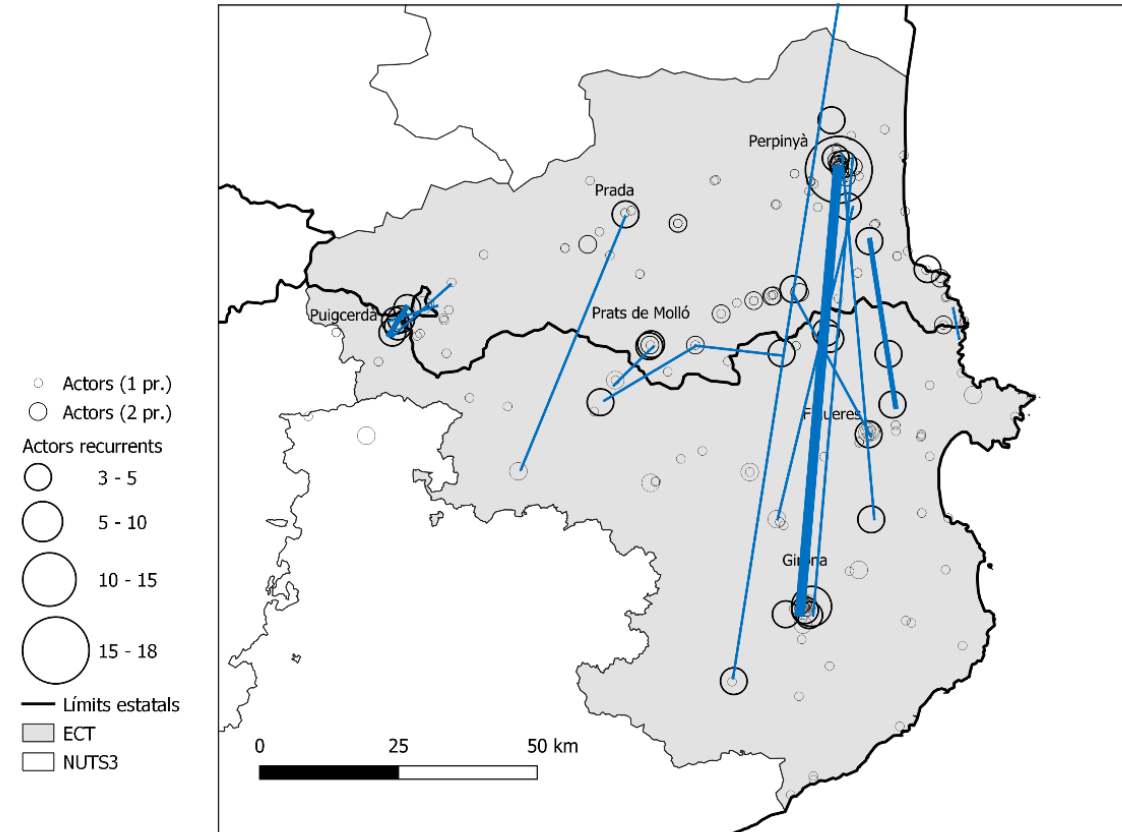 Perpinyà
Prada
Puigcerdà
Prats de Molló
Figueres
Girona
Actors (1 pr.)
Actors (2 pr.)
Actors recurrents
3 - 5
5 - 10
10 - 15
15 - 18
Límits estatals
ECT
NUTS3
0 25 50 km